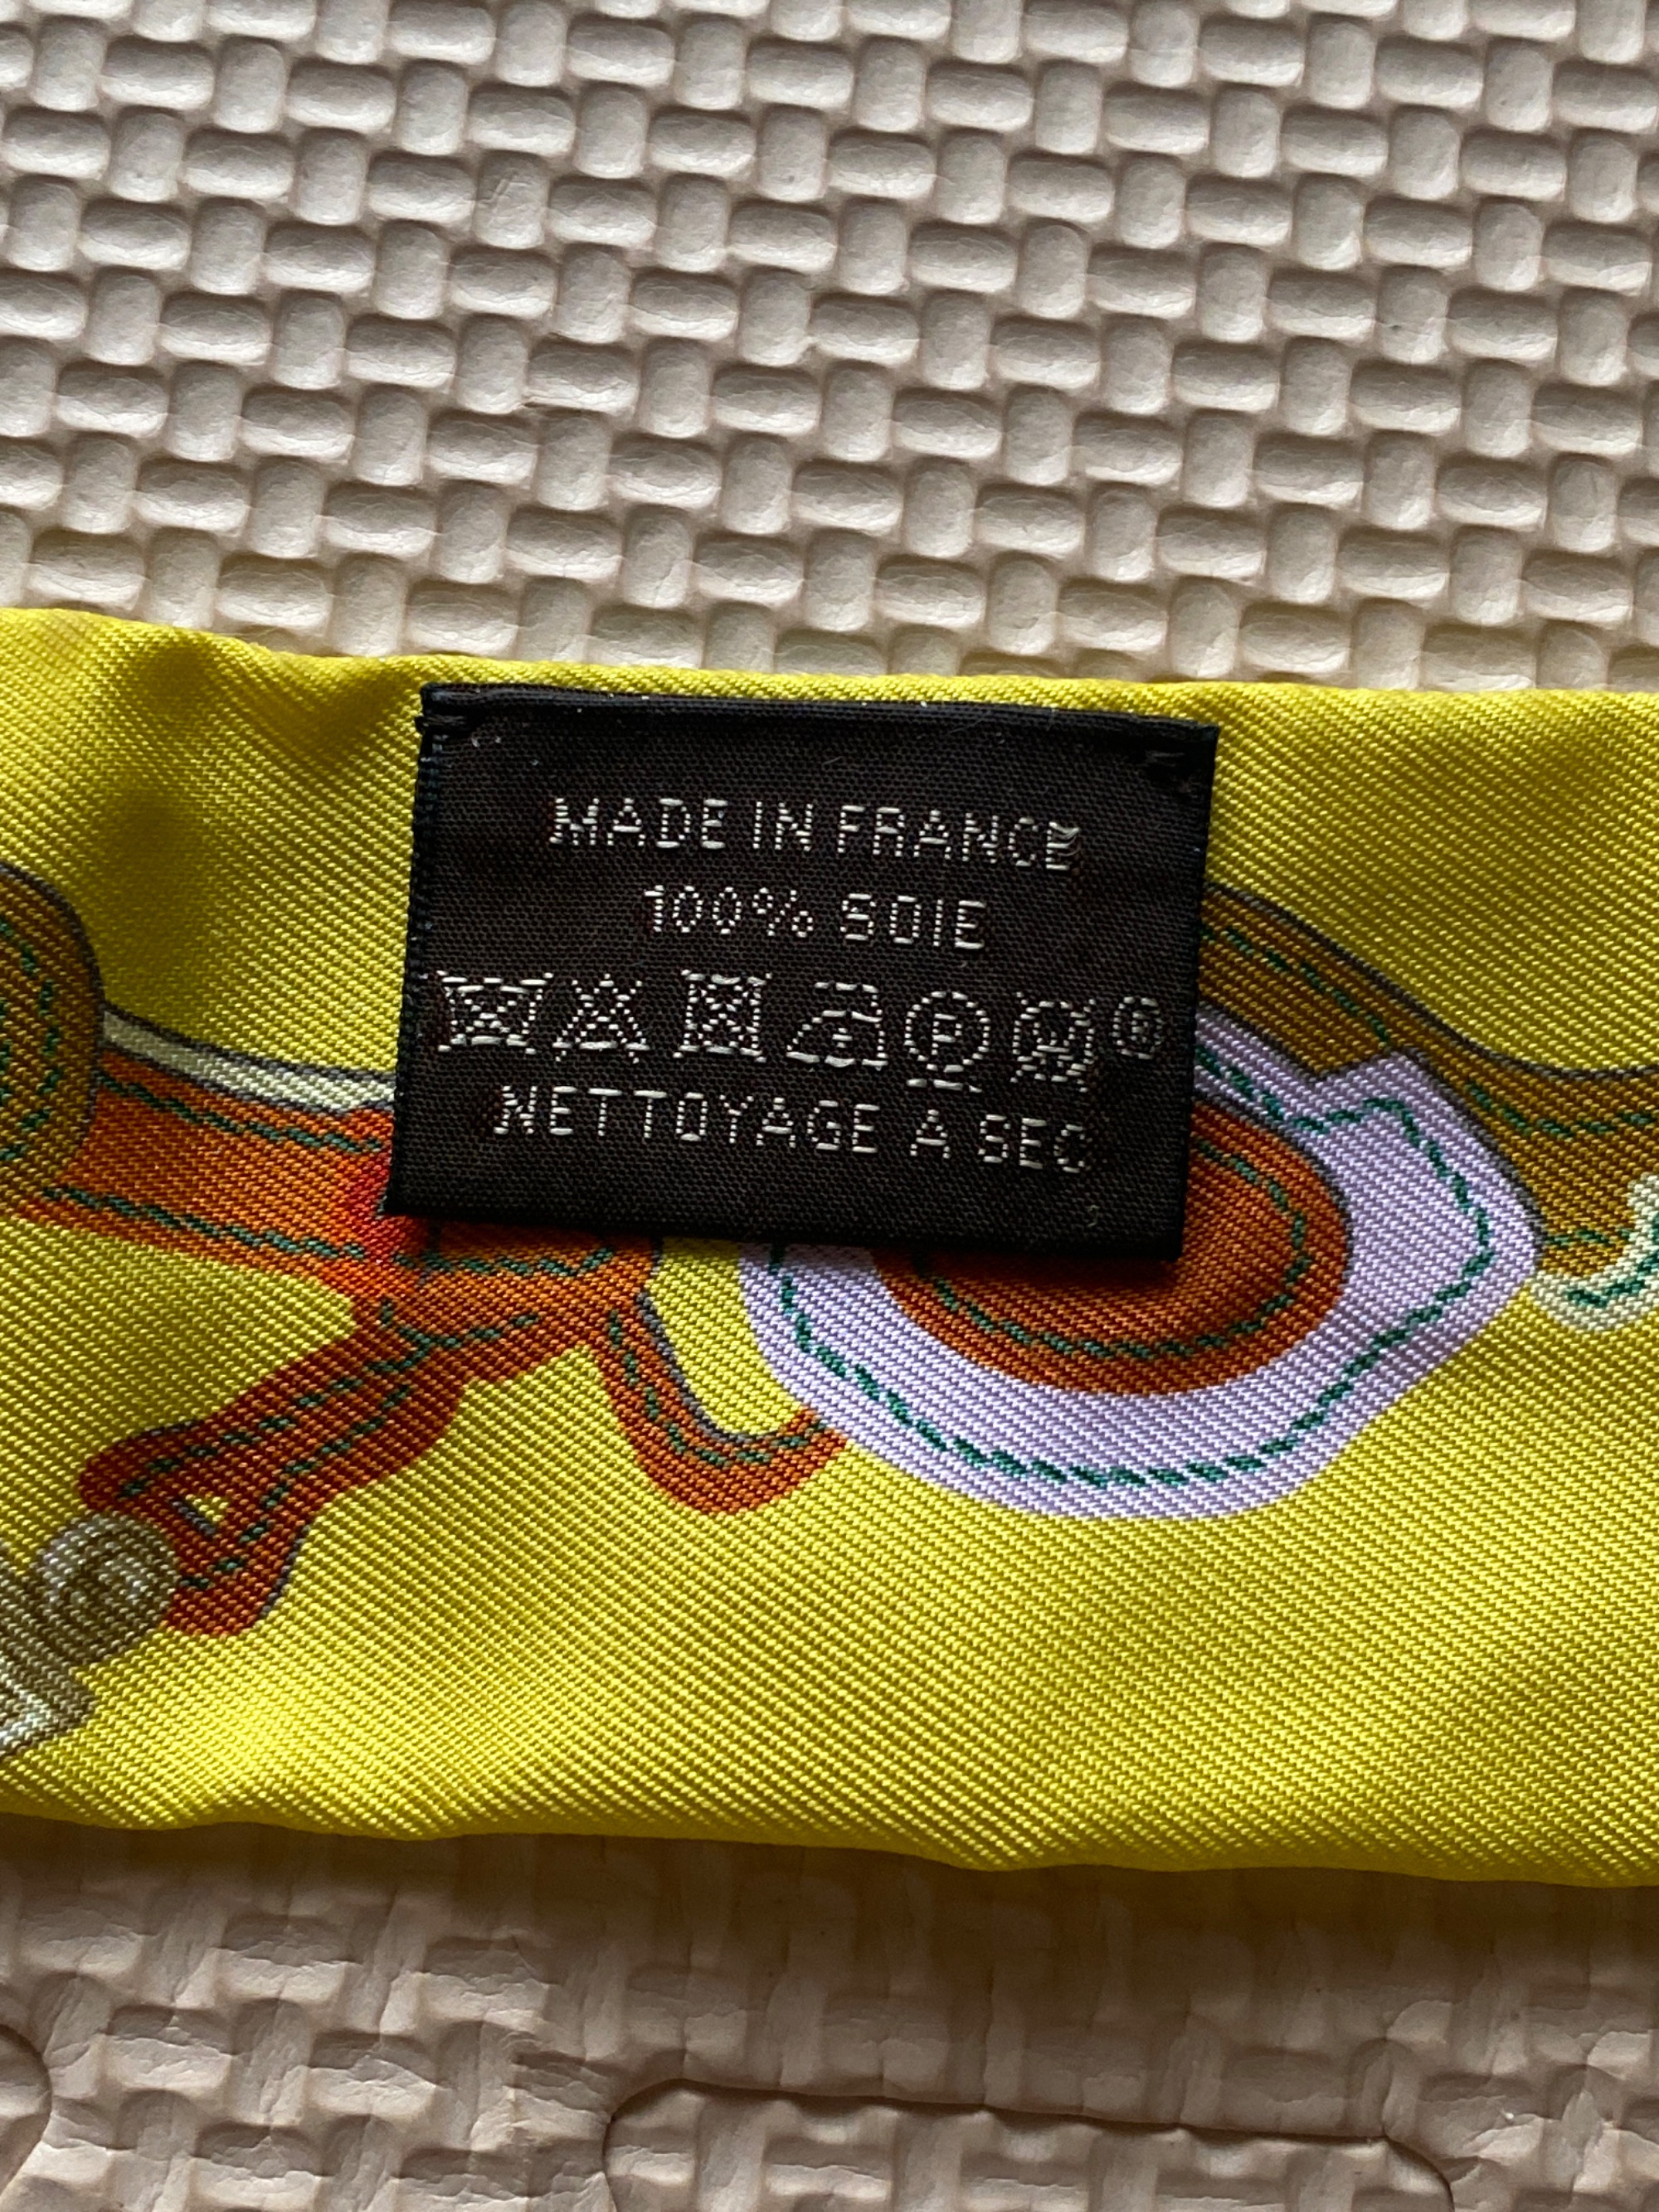 MADE IN FRANCE
100% SOIE
P W ®
NETTOYAGE A SEC